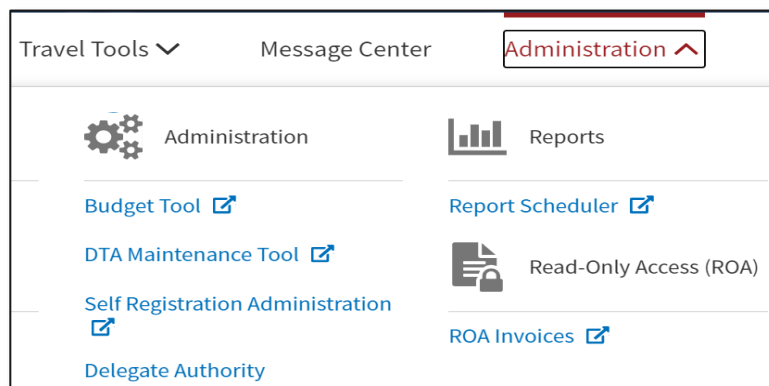 Travel Tools Message Center Administration
Administration
Reports
Budget Tool
Report Scheduler
DTA Maintenance Tool
Read-Only Access (ROA)
Self Registration Administration
ROA Invoices
Delegate Authority